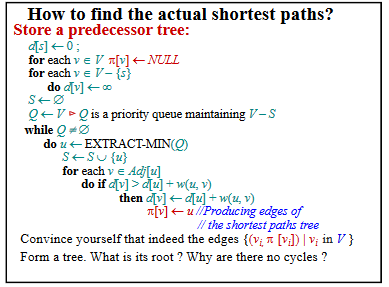 How to find the actual shortest paths?
Store a predecessor tree:
d[s] ← 0 ;
for each v ∈ V π[v] ← NULL
for each v ∈ V – {s}
do d[v] ← ∞
S ← ∅
Q ← V ⊳ Q is a priority queue maintaining V – S
while Q ≠ ∅
do u ← EXTRACT-MIN(Q)
S ← S ∪ {u}
for each v ∈ Adj[u]
do if d[v] > d[u] + w(u, v)
then d[v] ← d[u] + w(u, v)
π[v] ← u //Producing edges of
// the shortest paths tree
Convince yourself that indeed the edges {(vi, π [vi]) | vi in V }
Form a tree. What is its root ? Why are there no cycles ?